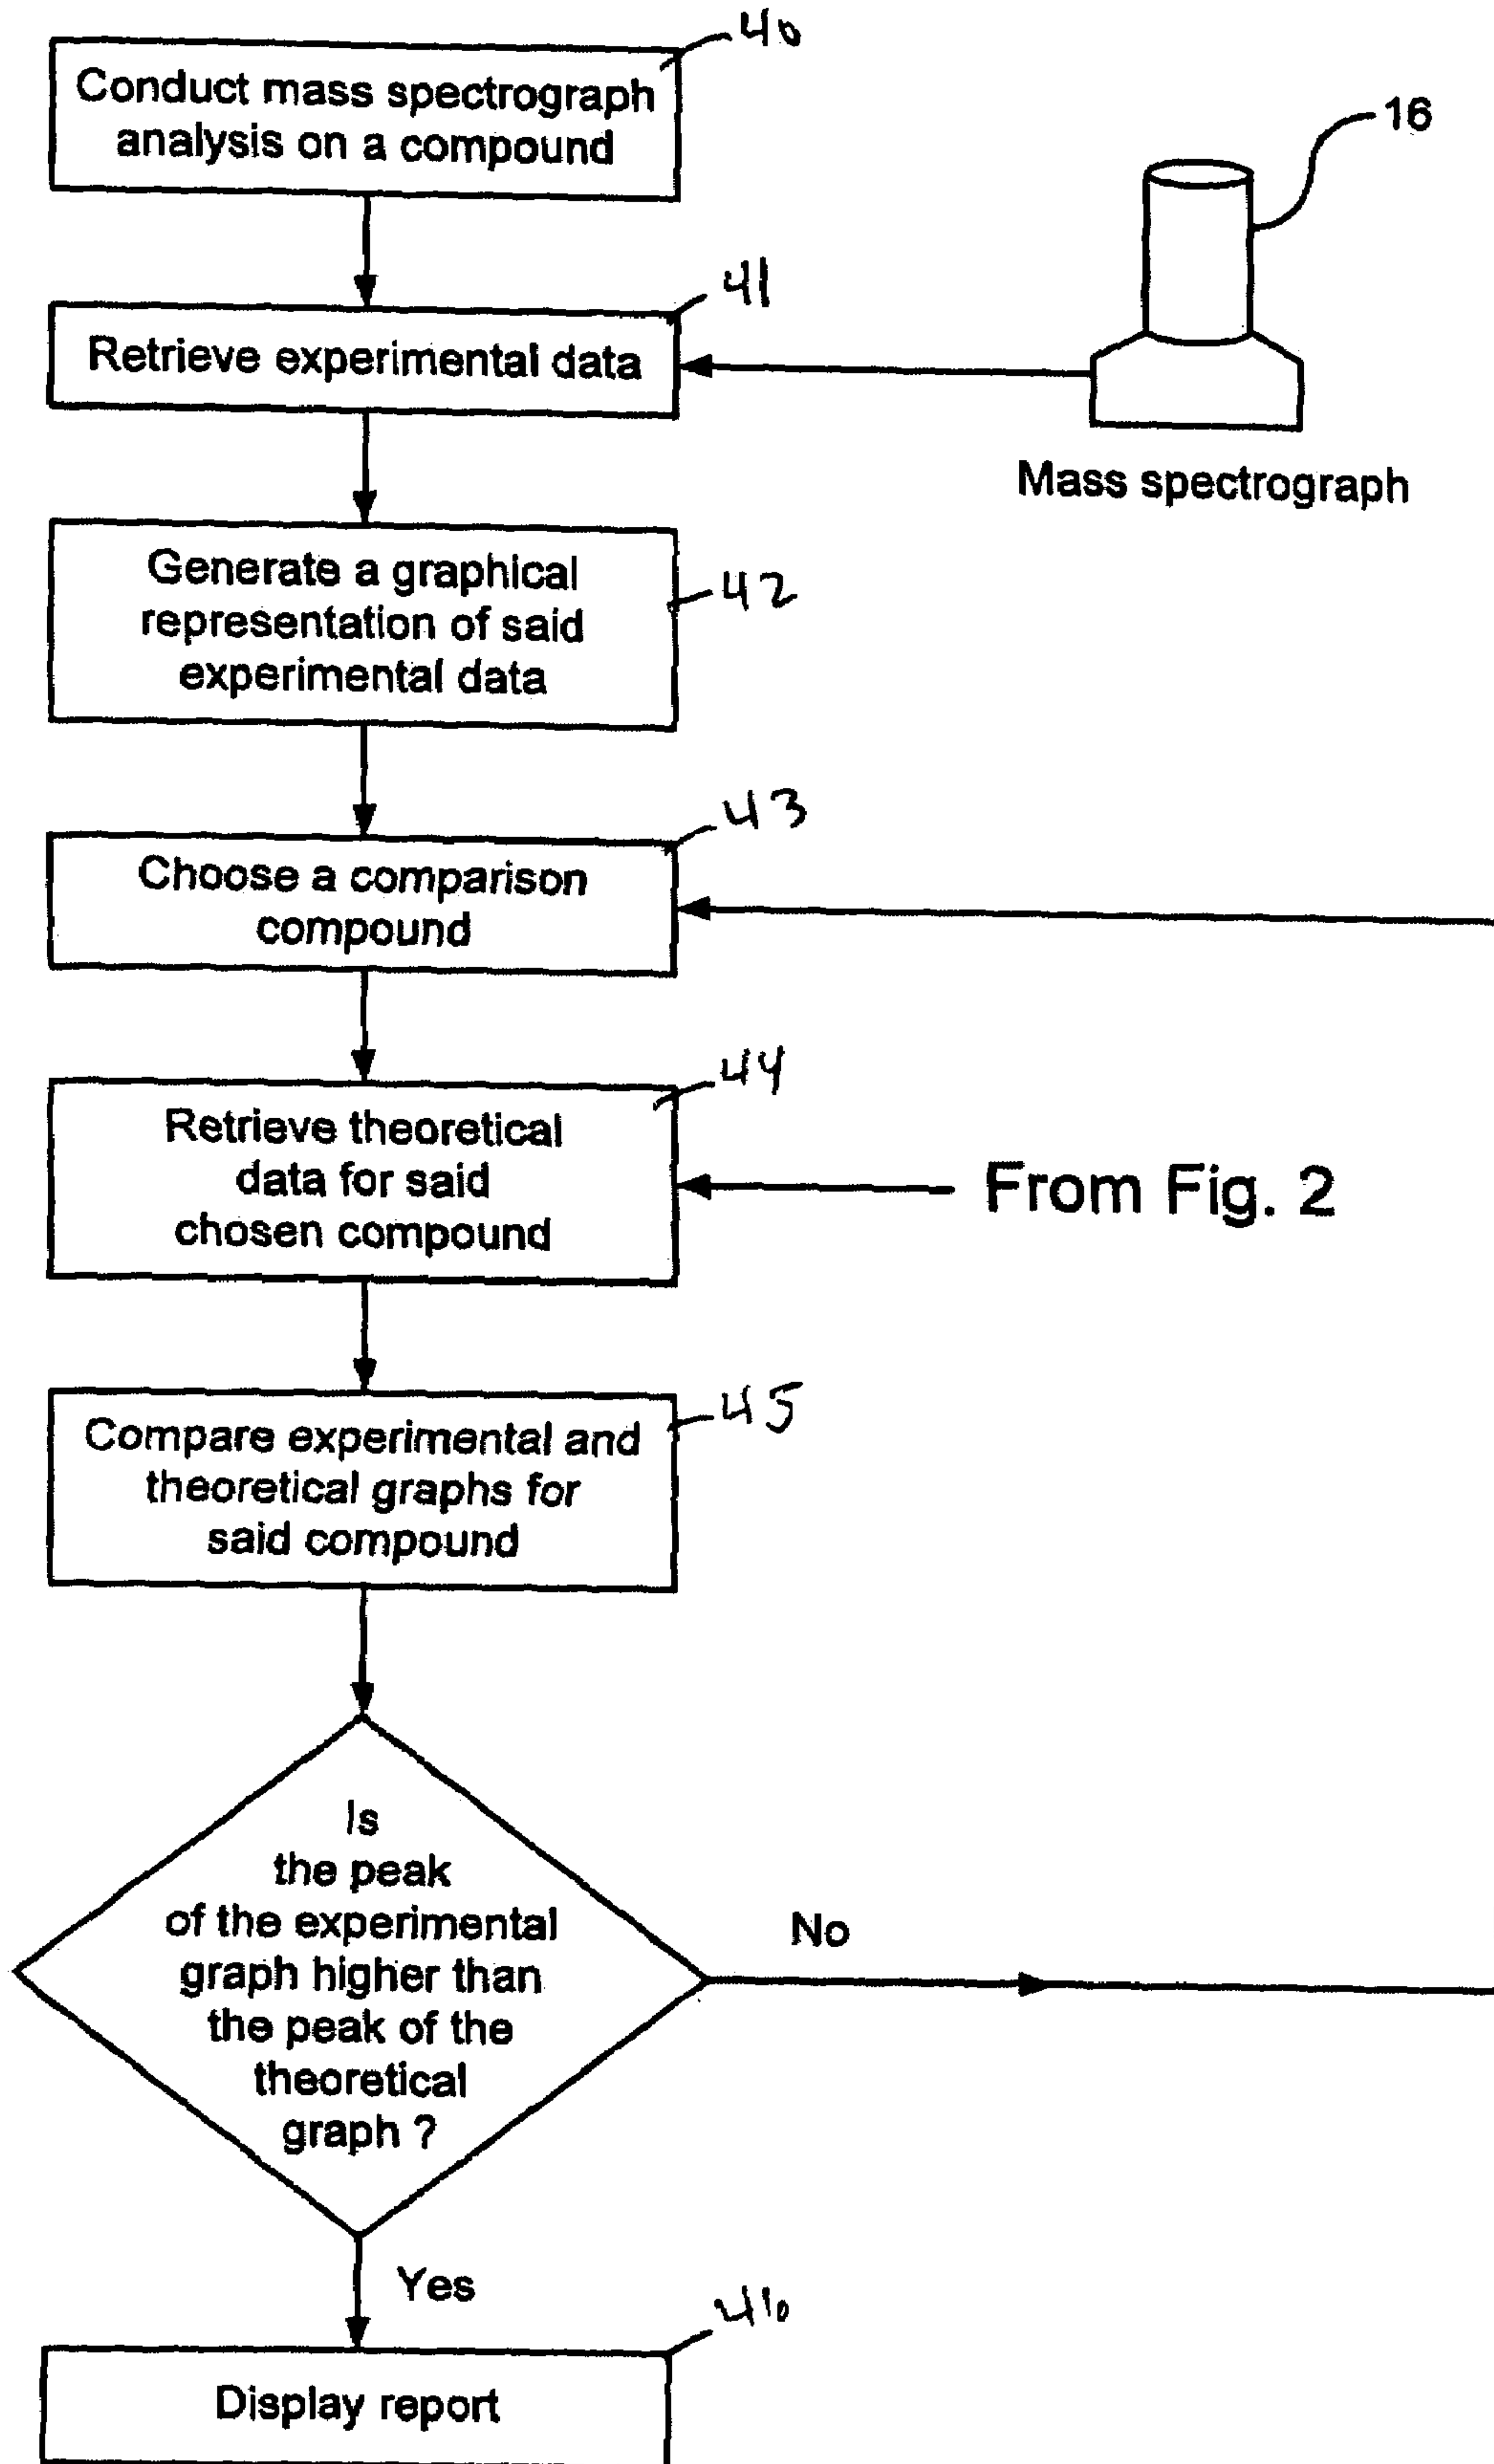 40
Conduct mass spectrograph
analysis on a compound
16
41
Retrieve experimental data
Mass spectrograph
Generate a graphical
representation of said
experimental data
42
43
Choose a comparison
compound
44
Retrieve theoretical
data for said
chosen compound
From Fig. 2
Compare experimental and
theoretical graphs for
said compound
45
Is
the peak
of the experimental
graph higher than
the peak of the
theoretical
graph ?
No
Yes
46
Display report